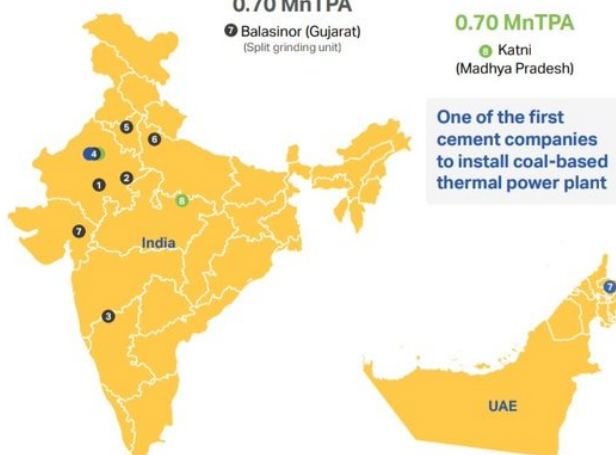 0.70 MnTPA
7 Balasinor (Gujarat)
(Split grinding unit)
0.70 MnTPA
8 Katni
(Madhya Pradesh)
One of the first
cement companies
to install coal-based
thermal power plant
5
6
4
1
2
8
7
India
3
7
UAE